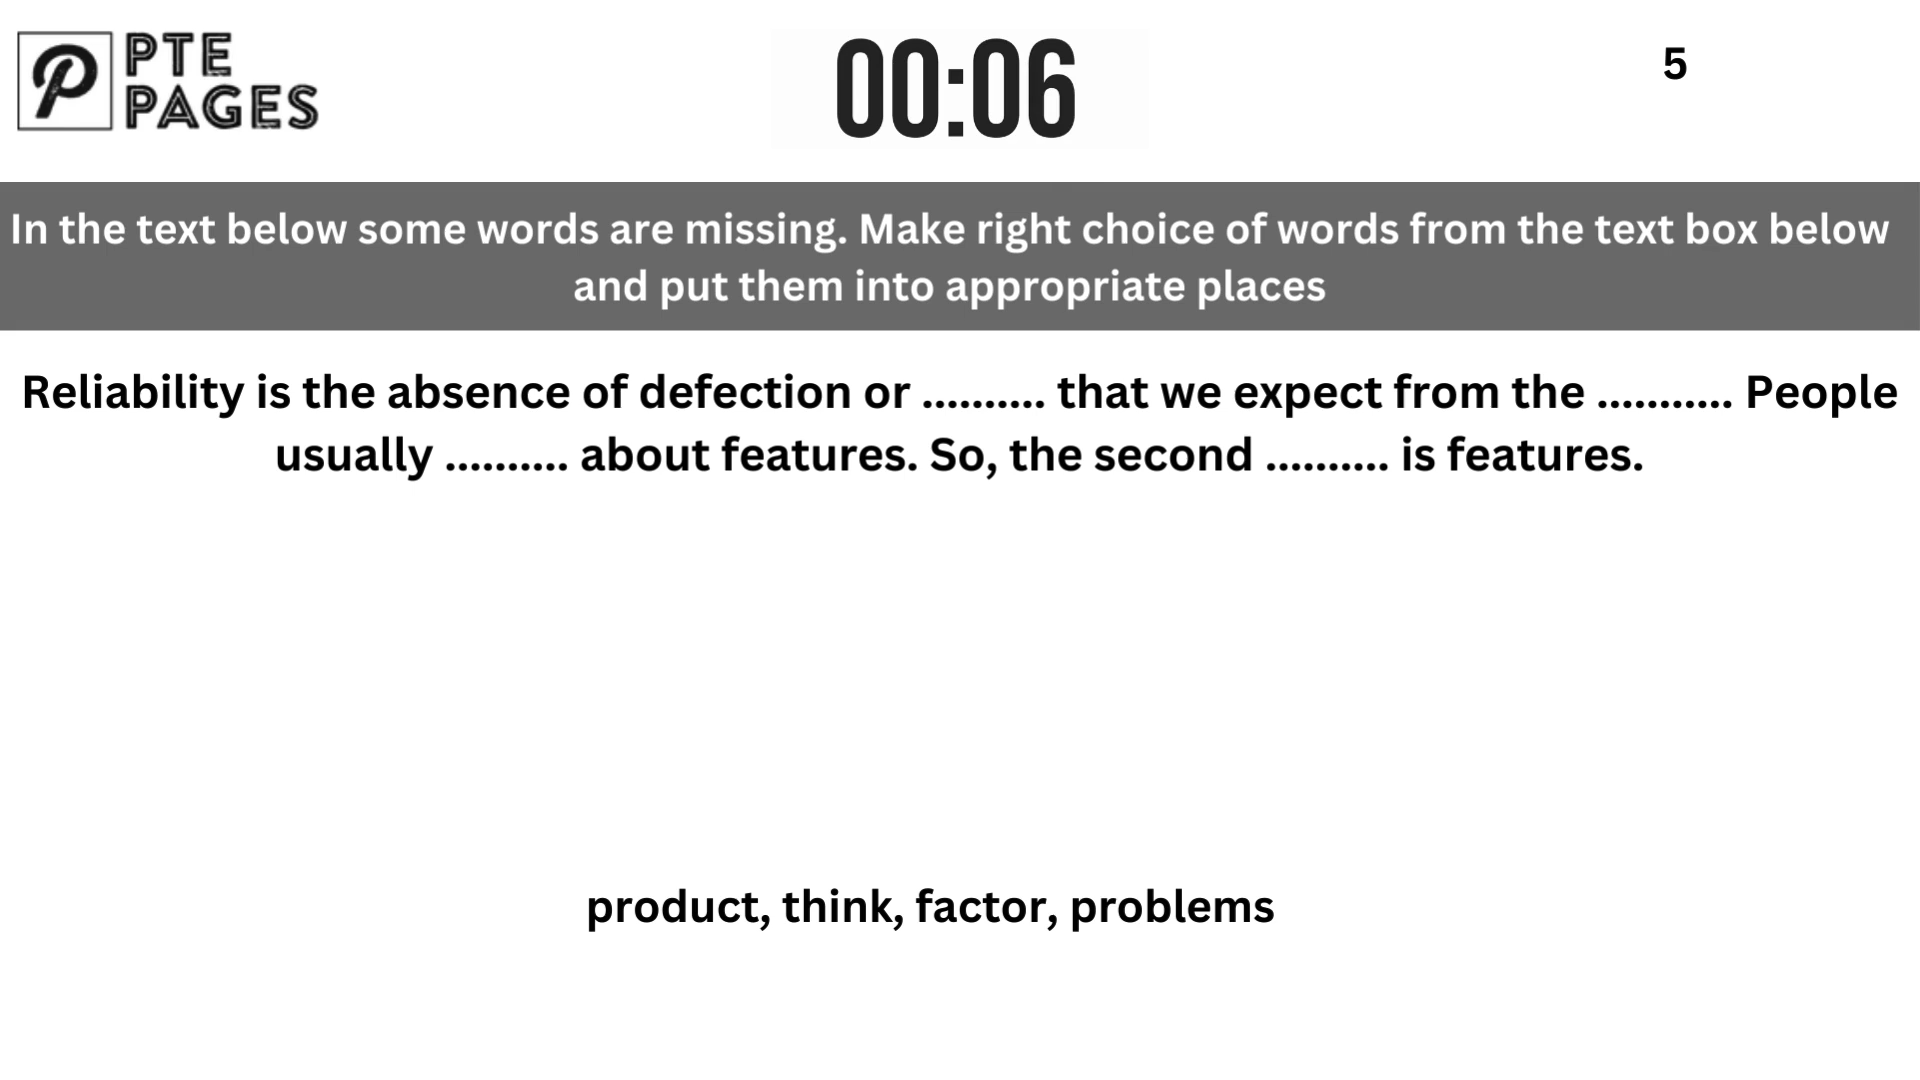 PTE
PAGES
00:06
5
In the text below some words are missing. Make right choice of words from the text box below
and put them into appropriate places
Reliability is the absence of defection or .......... that we expect from the ........... People
usually .......... about features. So, the second .......... is features.
product, think, factor, problems